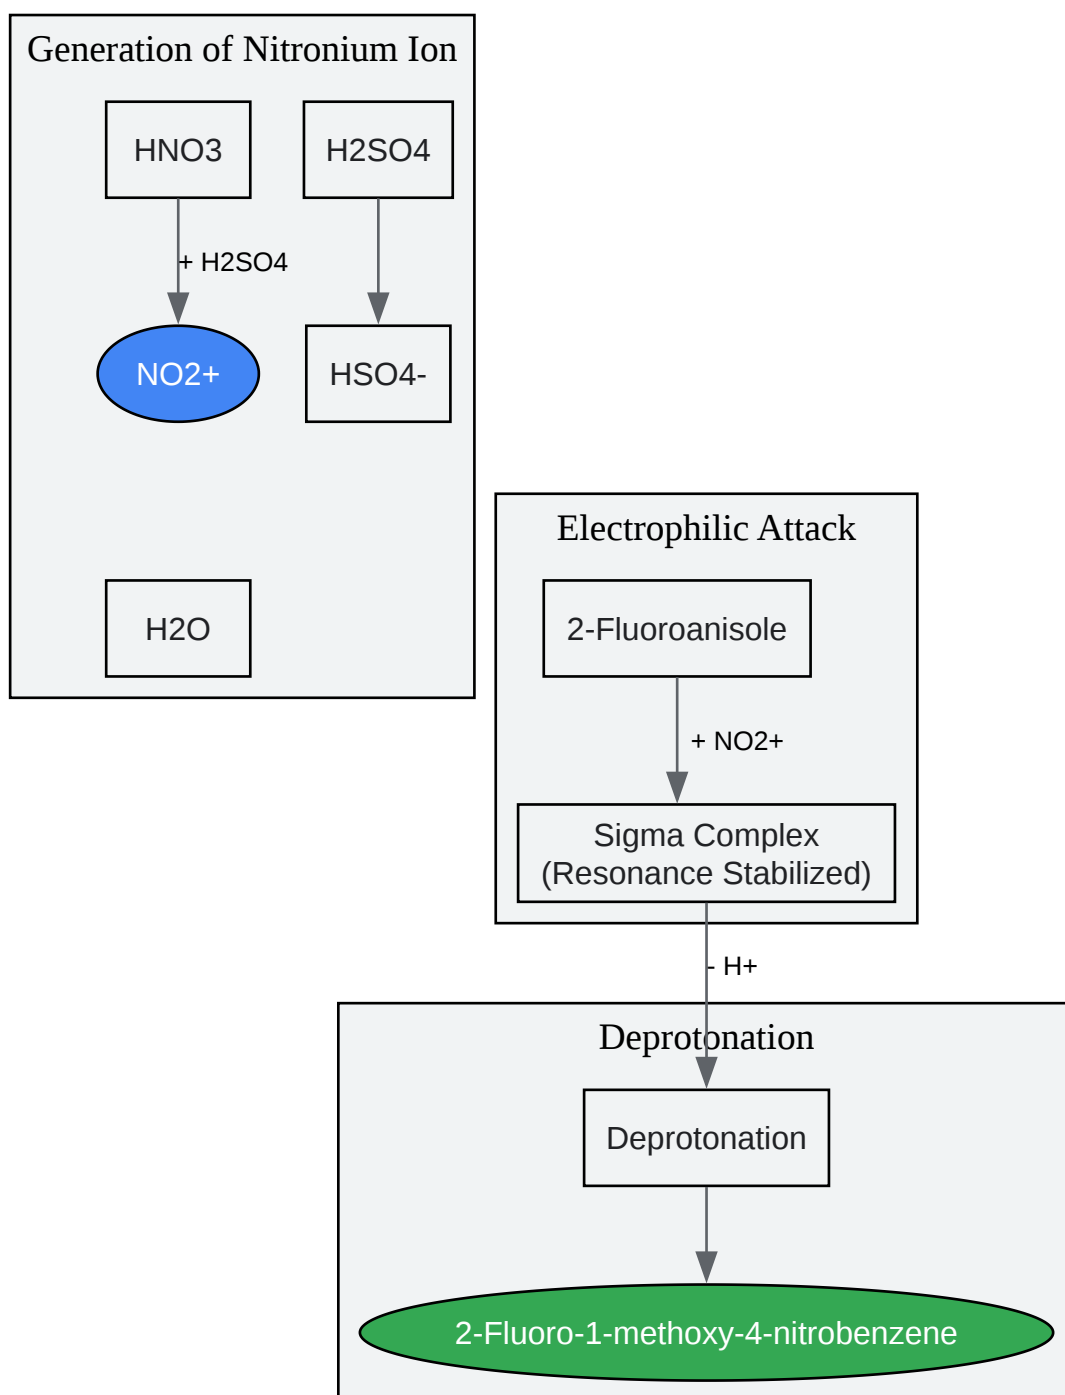 Generation of Nitronium Ion
HNO3
H2SO4
+ H2SO4
NO2+
HSO4-
H2O
Electrophilic Attack
2-Fluoroanisole
+ NO2+
Sigma Complex
(Resonance Stabilized)
- H+
Deprotonation
Deprotonation
2-Fluoro-1-methoxy-4-nitrobenzene